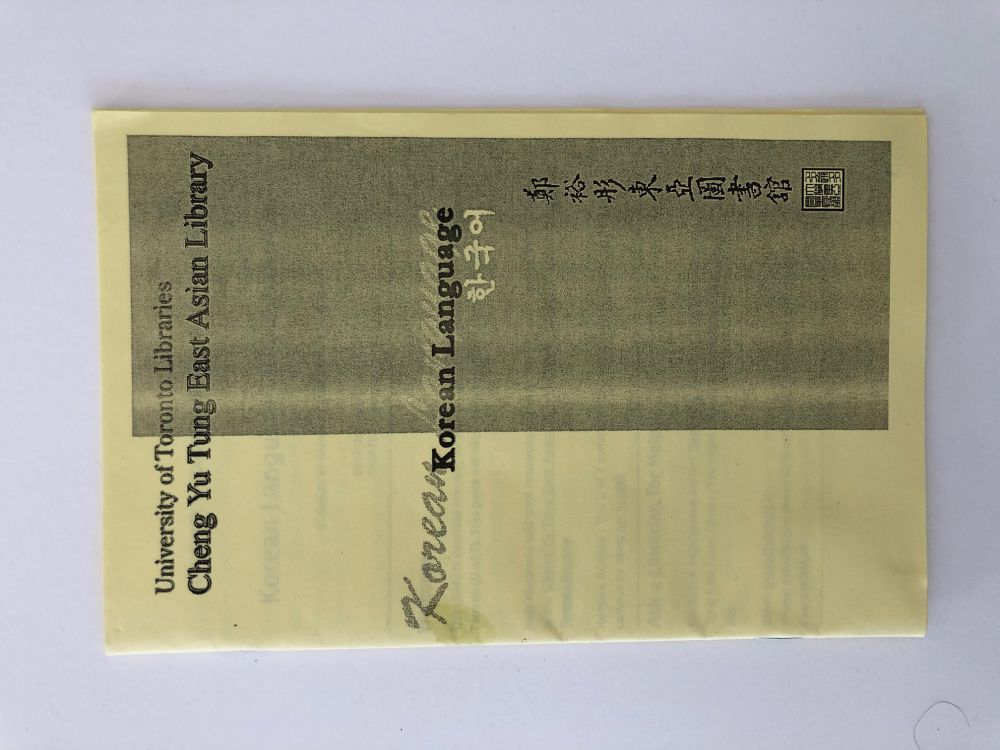 University of Toronto Libraries
Cheng Yu Tung East Asian Library
Korean Language
Korean Language
한국어
鄭裕彤東亞圖書館